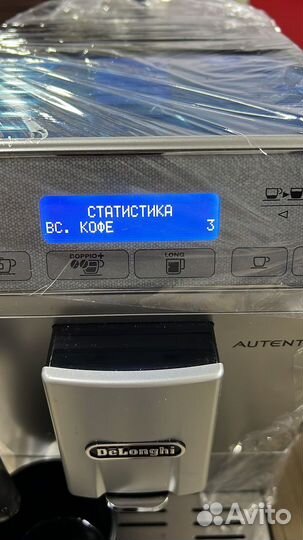 СТАТИСТИКА
ВС. КОФЕ 3
DOPPIO+
LONG
AUTENT
DeLonghi
Avito